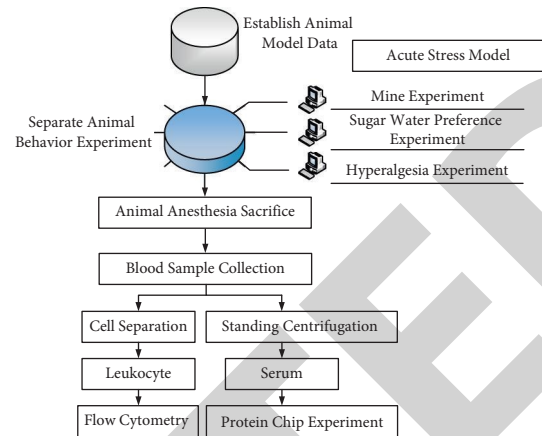 Establish Animal
Model Data
Acute Stress Model
Mine Experiment
Separate Animal
Behavior Experiment
Sugar Water Preference
Experiment
Hyperalgesia Experiment
Animal Anesthesia Sacrifice
Blood Sample Collection
Cell Separation
Standing Centrifugation
Leukocyte
Serum
Flow Cytometry
Protein Chip Experiment